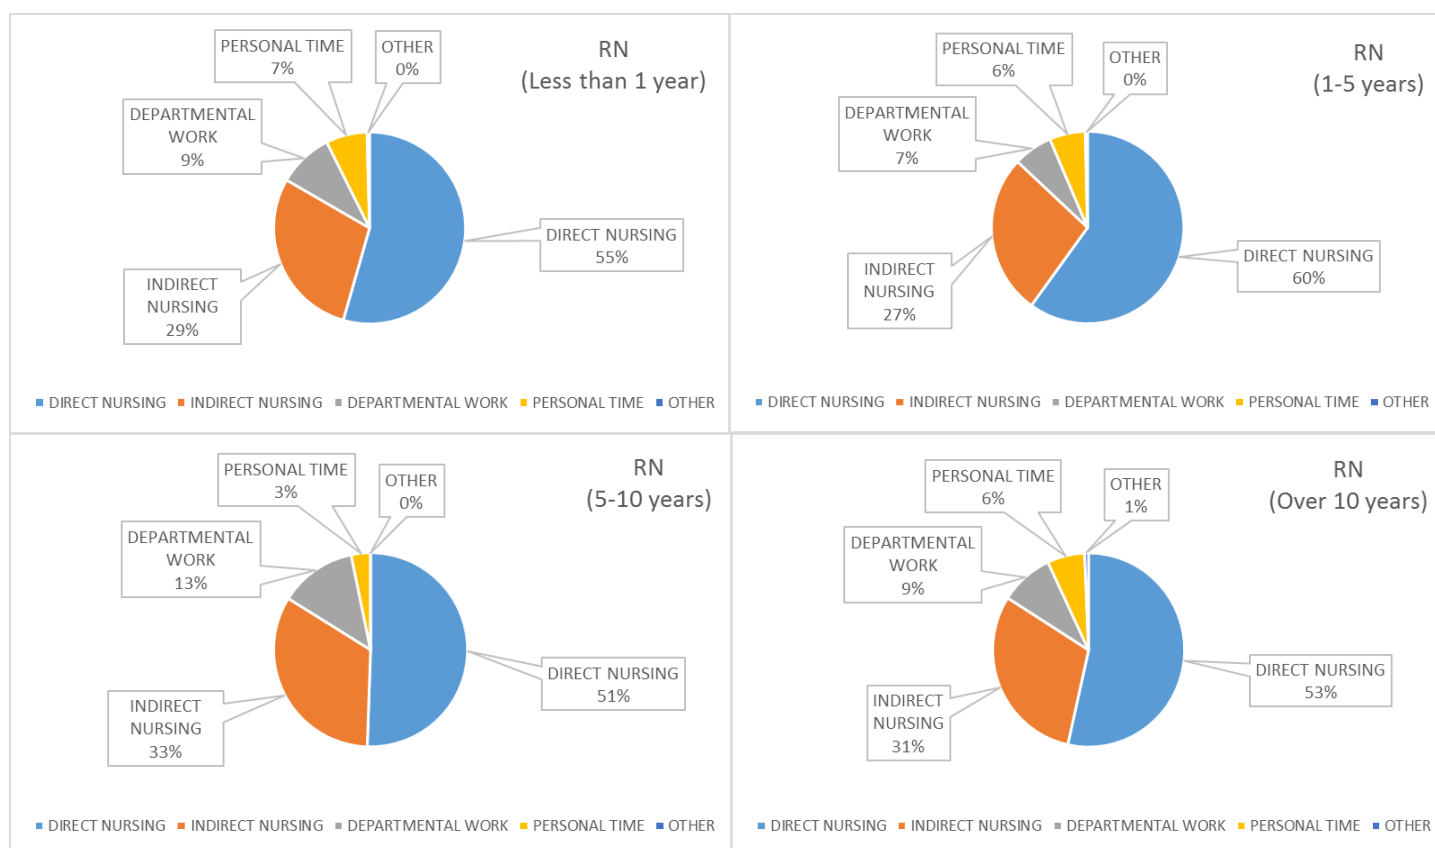 RN
(Less than 1 year)
PERSONAL TIME
7%
OTHER
0%
DEPARTMENTAL
WORK
9%
DIRECT NURSING
55%
INDIRECT
NURSING
29%
DIRECT NURSING INDIRECT NURSING DEPARTMENTAL WORK PERSONAL TIME OTHER
RN
(1-5 years)
PERSONAL TIME
6%
OTHER
0%
DEPARTMENTAL
WORK
7%
DIRECT NURSING
60%
INDIRECT
NURSING
27%
DIRECT NURSING INDIRECT NURSING DEPARTMENTAL WORK PERSONAL TIME OTHER
RN
(5-10 years)
PERSONAL TIME
3%
OTHER
0%
DEPARTMENTAL
WORK
13%
DIRECT NURSING
51%
INDIRECT
NURSING
33%
DIRECT NURSING INDIRECT NURSING DEPARTMENTAL WORK PERSONAL TIME OTHER
RN
(Over 10 years)
PERSONAL TIME
6%
OTHER
1%
DEPARTMENTAL
WORK
9%
DIRECT NURSING
53%
INDIRECT
NURSING
31%
DIRECT NURSING INDIRECT NURSING DEPARTMENTAL WORK PERSONAL TIME OTHER